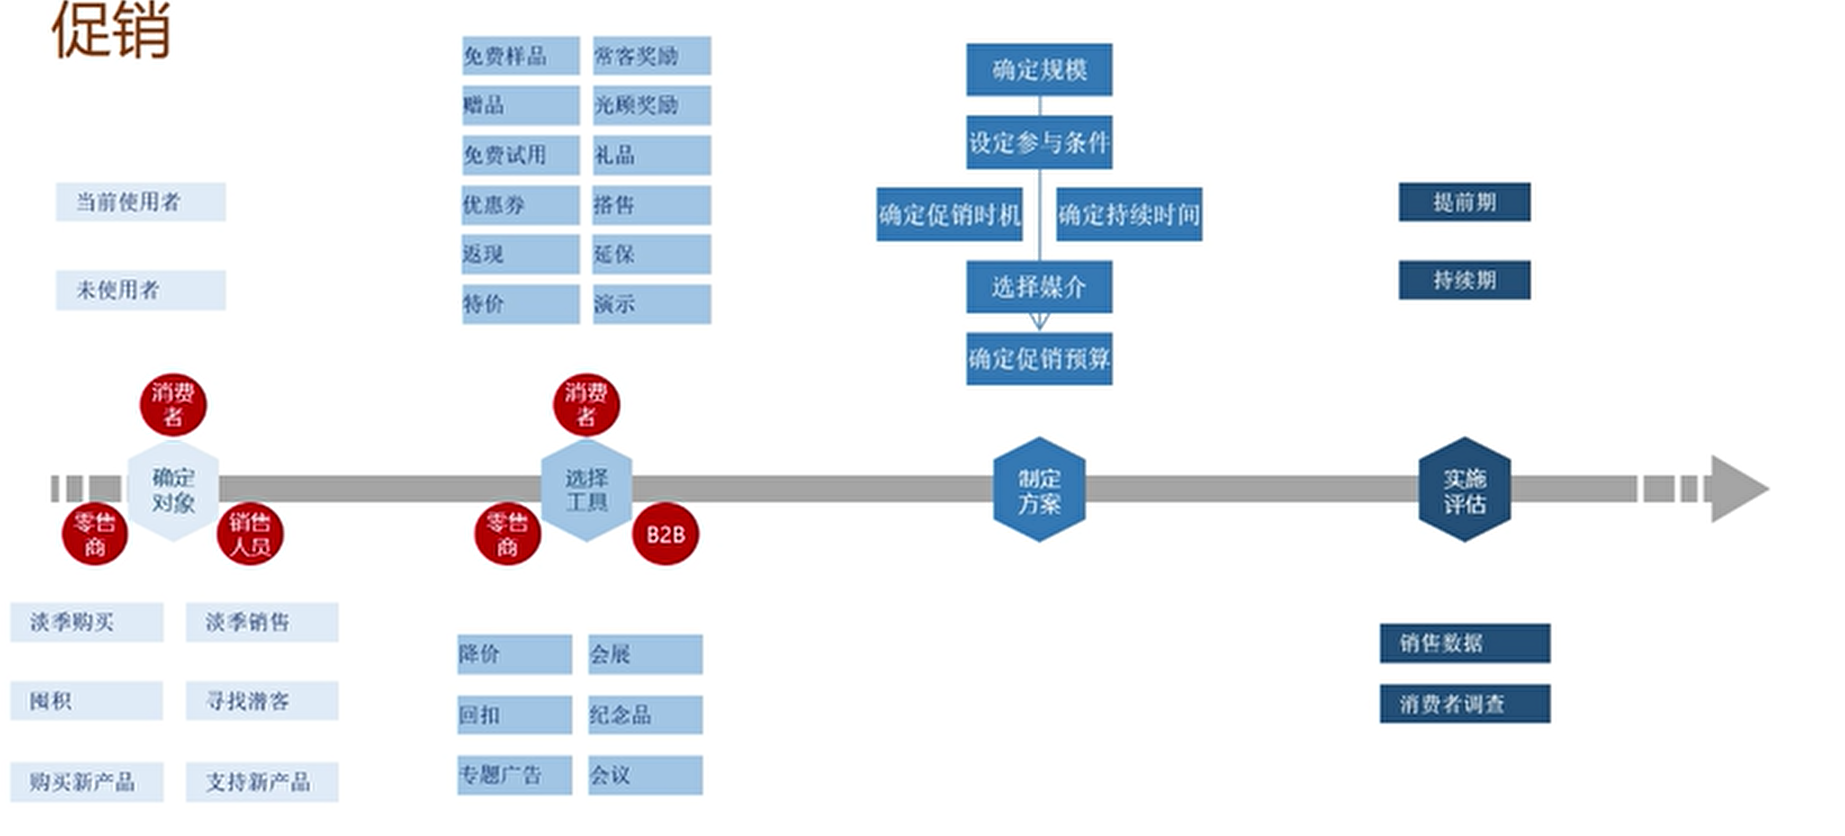 促销
当前使用者
未使用者
消费
者
确定
对象
零售
商
销售
人员
淡季购买
淡季销售
囤积
寻找潜客
购买新产品
支持新产品
免费样品
常客奖励
赠品
光顾奖励
免费试用
礼品
优惠券
搭售
返现
延保
特价
演示
消费
者
选择
工具
零售
商
B2B
降价
会展
回扣
纪念品
专题广告
会议
确定规模
设定参与条件
确定促销时机
确定持续时间
选择媒介
确定促销预算
制定
方案
提前期
持续期
实施
评估
销售数据
消费者调查